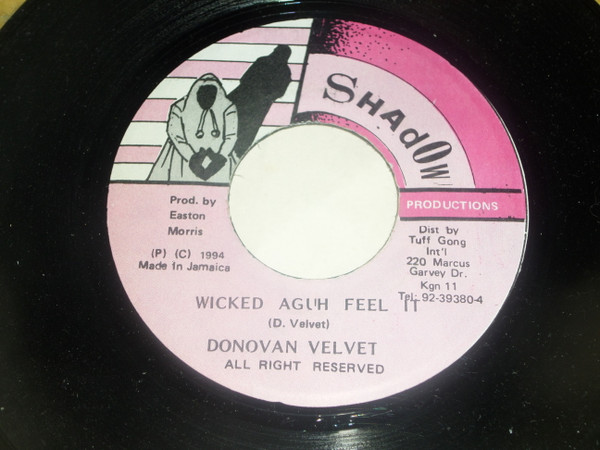 SHAdOW
PRODUCTIONS
Prod. by
Easton
Morris
(P) (C) 1994
Made In Jamaica
Dist by
Tuff Gong
Int'l
220 Marcus
Garvey Dr.
Kgn 11
Tel: 92-39380-4
WICKED AGUH FEEL IT
(D. Velvet)
DONOVAN VELVET
ALL RIGHT RESERVED